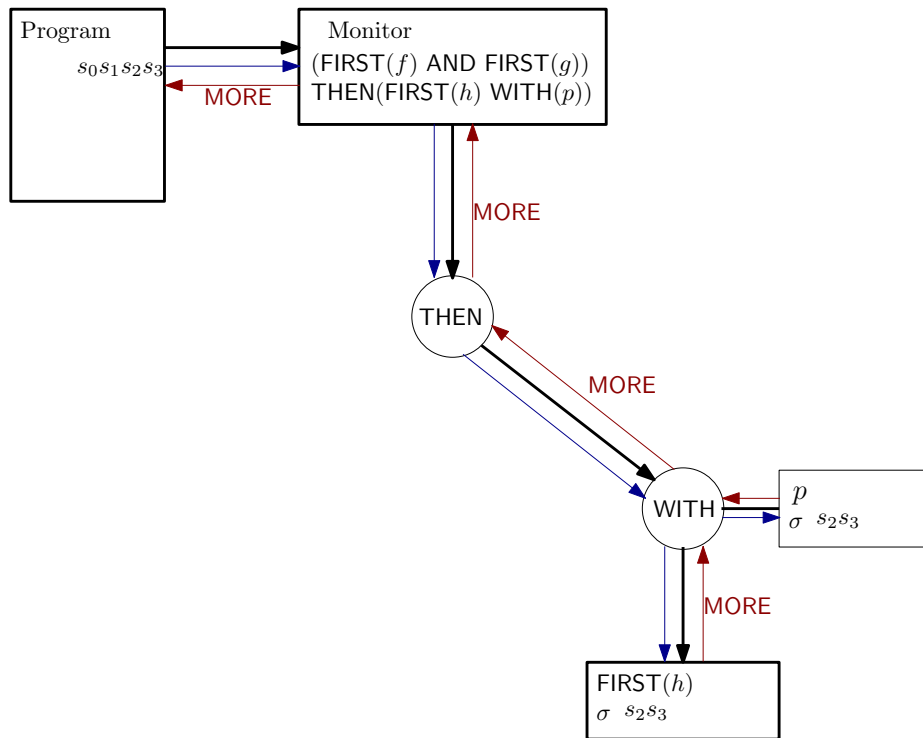 Program
s₀s₁s₂s₃
MORE
Monitor
(FIRST(f) AND FIRST(g))
THEN(FIRST(h) WITH(p))
MORE
THEN
MORE
WITH
p
σ s₂s₃
MORE
FIRST(h)
σ s₂s₃